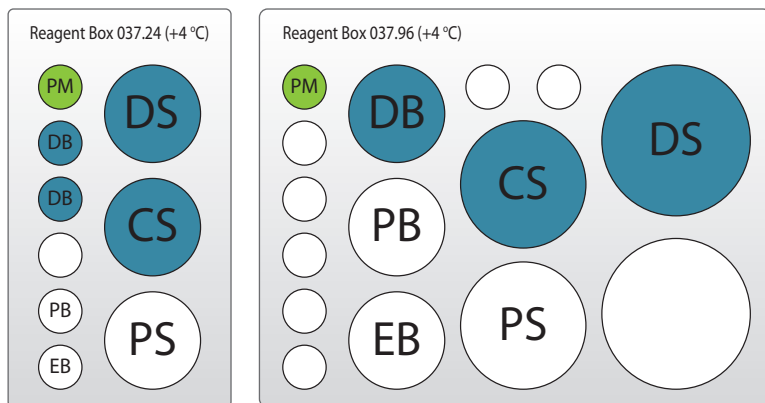 Reagent Box 037.24 (+4 °C)
PM
DB
DB
PB
EB
DS
CS
PS
Reagent Box 037.96 (+4 °C)
PM
DB
PB
EB
CS
PS
DS